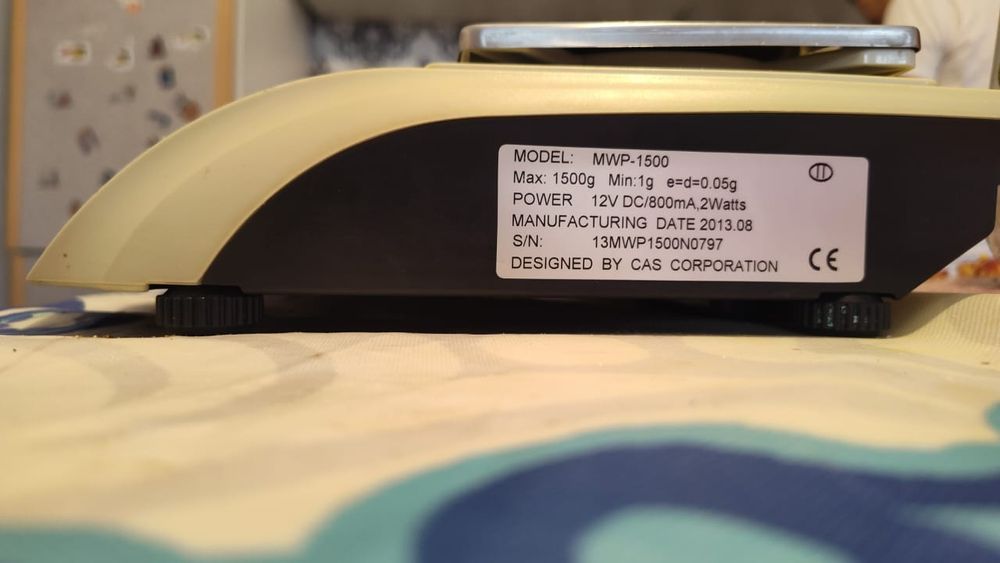 MODEL: MWP-1500
Max: 1500g Min:1g e=d=0.05g
POWER 12V DC/800mA,2Watts
MANUFACTURING DATE 2013.08
S/N: 13MWP1500N0797
DESIGNED BY CAS CORPORATION
II
CE